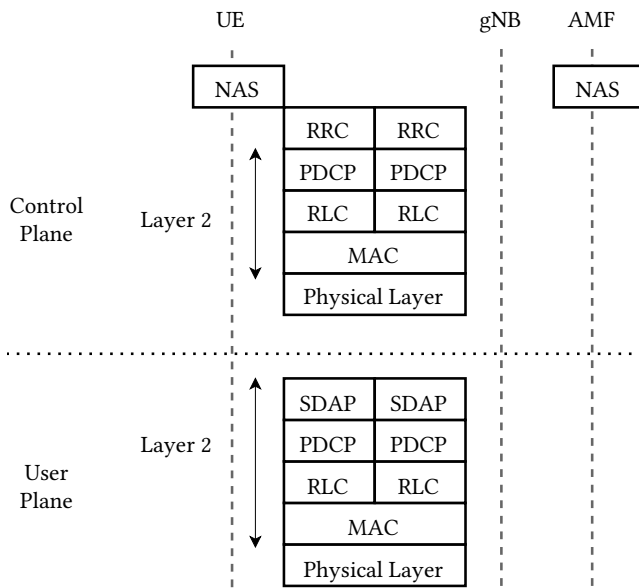 UE gNB AMF
NAS NAS
RRC RRC
PDCP PDCP
Control
Plane
Layer 2
RLC RLC
MAC
Physical Layer
SDAP SDAP
Layer 2
PDCP PDCP
User
Plane
RLC RLC
MAC
Physical Layer